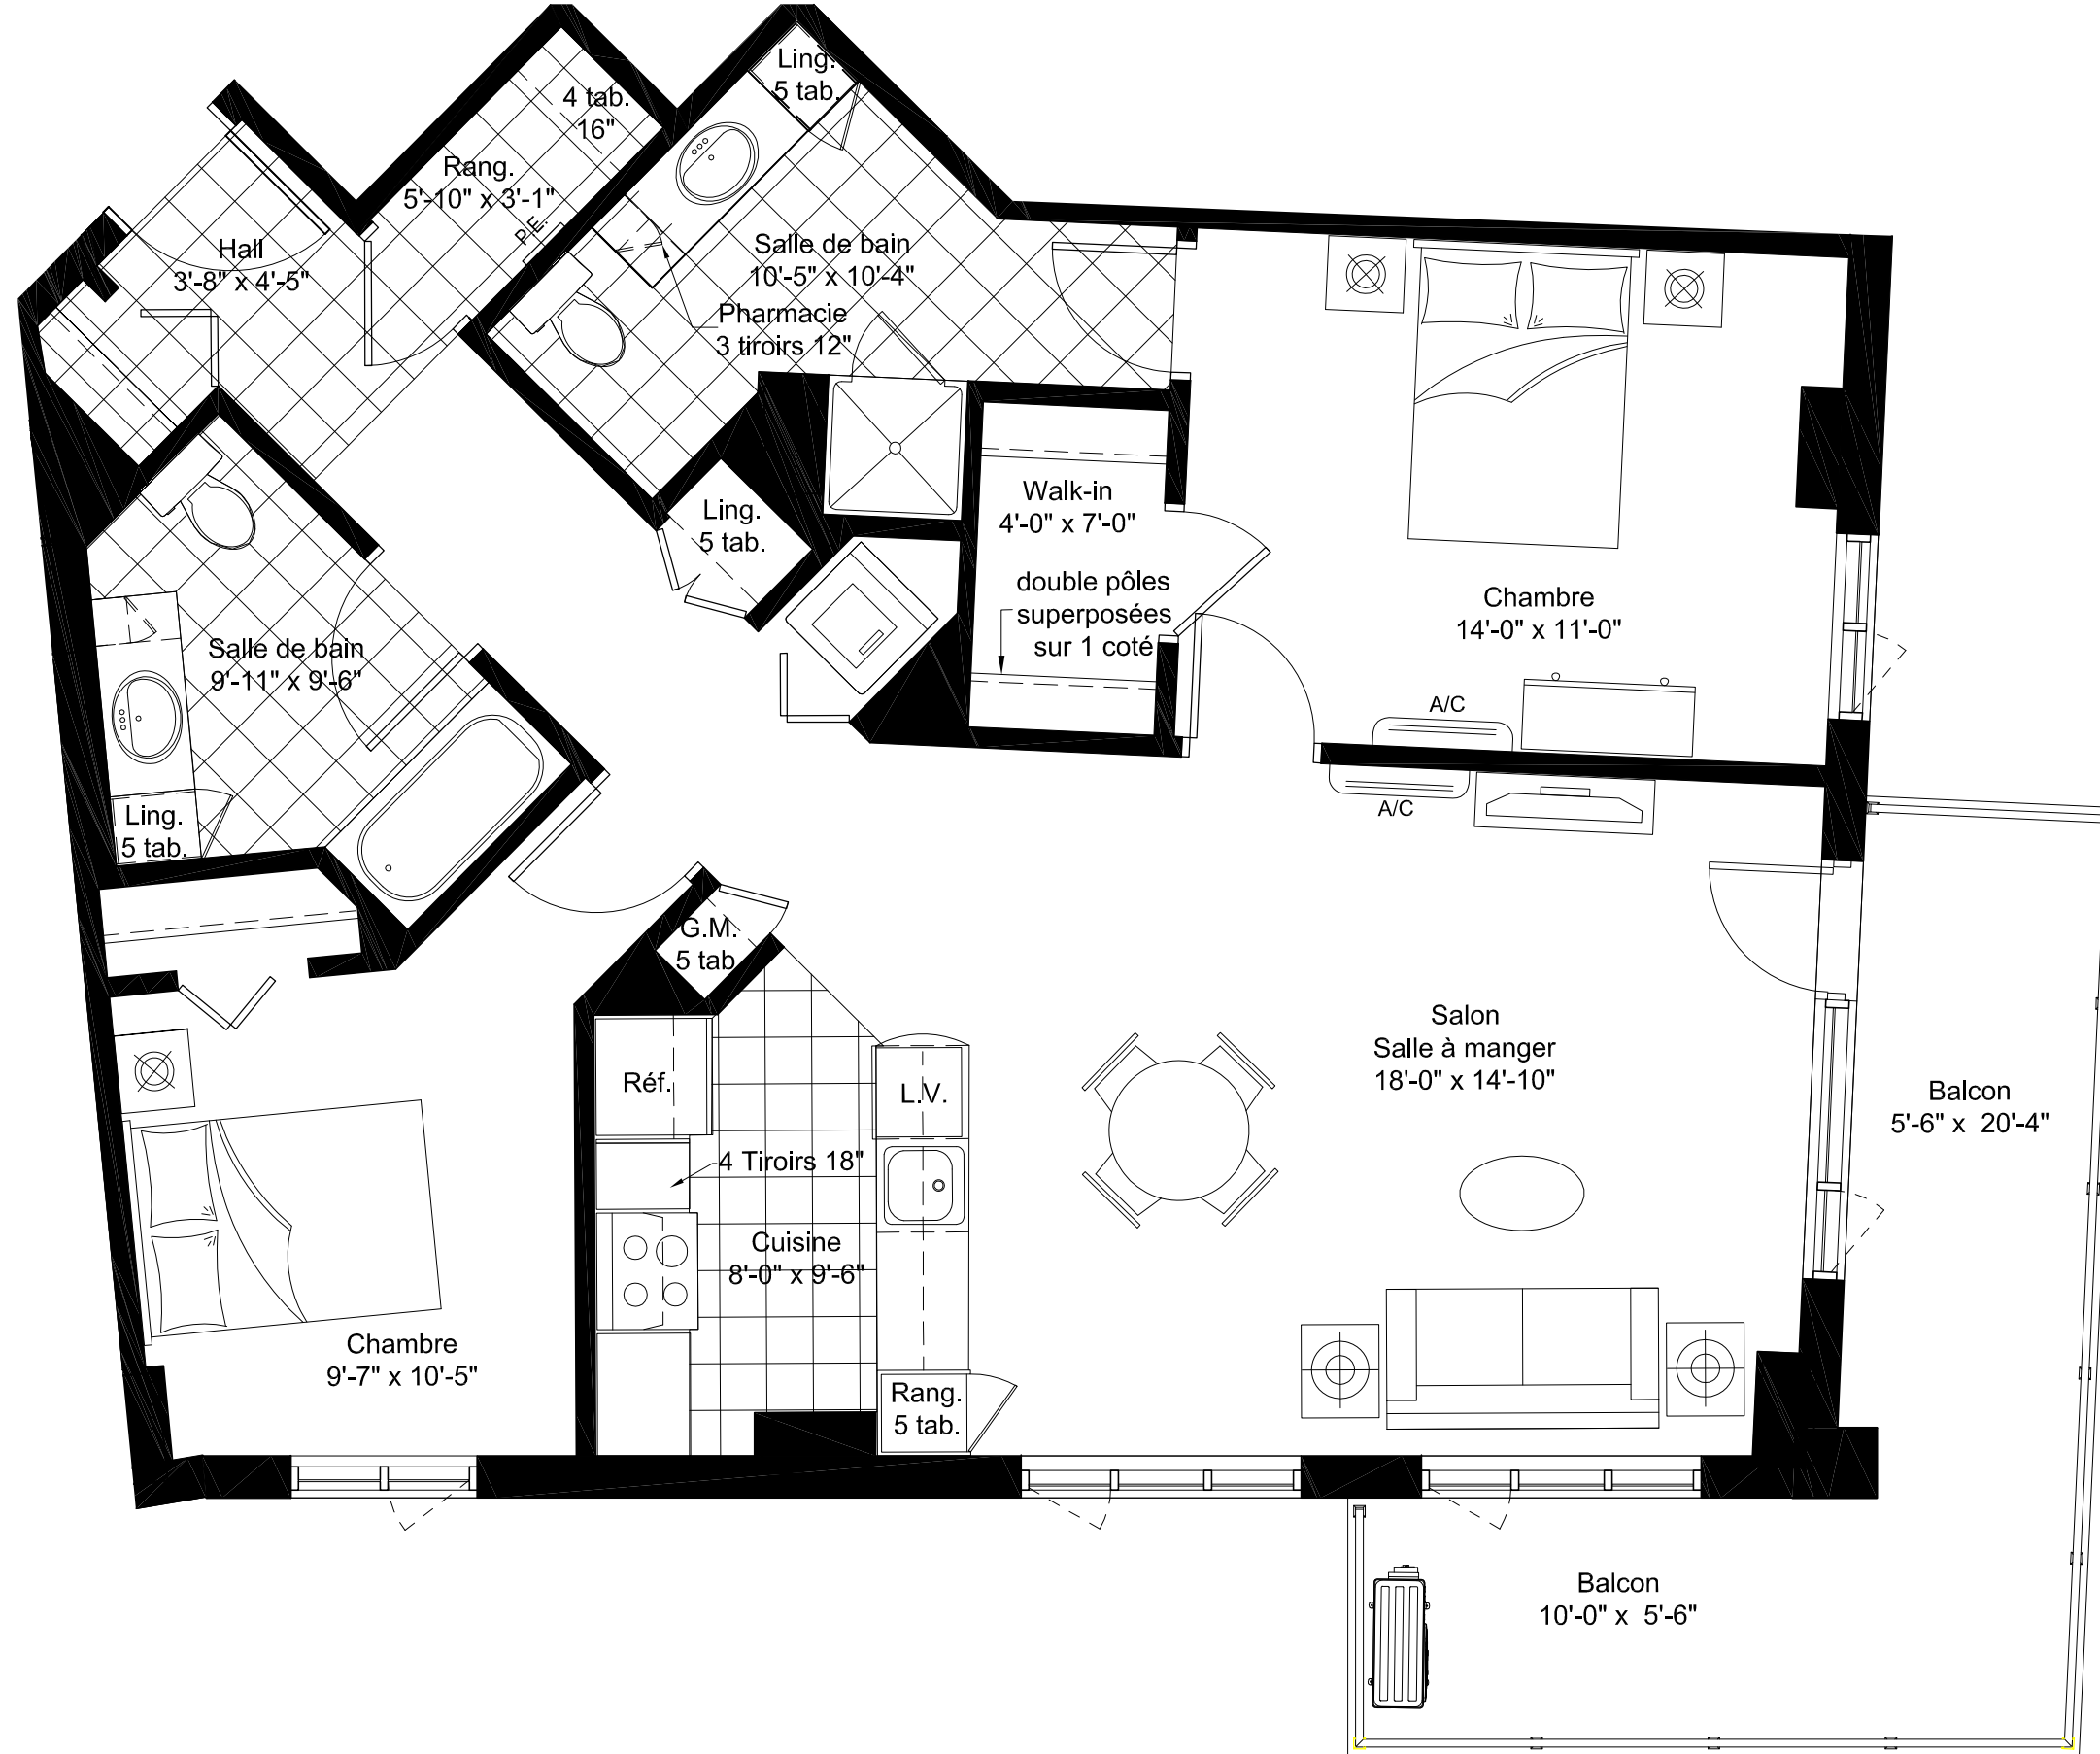 Ling.
5 tab.
4 tab.
16"
Rang.
5'-10" x 3'-1"
P.E.
Hall
3'-8" x 4'-5"
Salle de bain
10'-5" x 10'-4"
Pharmacie
3 tiroirs 12"
Ling.
5 tab.
Walk-in
4'-0" x 7'-0"
double pôles
superposées
sur 1 coté
Chambre
14'-0" x 11'-0"
A/C
A/C
Salle de bain
9'-11" x 9'-6"
Ling.
5 tab.
G.M.
5 tab.
Réf.
L.V.
4 Tiroirs 18"
Cuisine
8'-0" x 9'-6"
Salon
Salle à manger
18'-0" x 14'-10"
Balcon
5'-6" x 20'-4"
Chambre
9'-7" x 10'-5"
Rang.
5 tab.
Balcon
10'-0" x 5'-6"